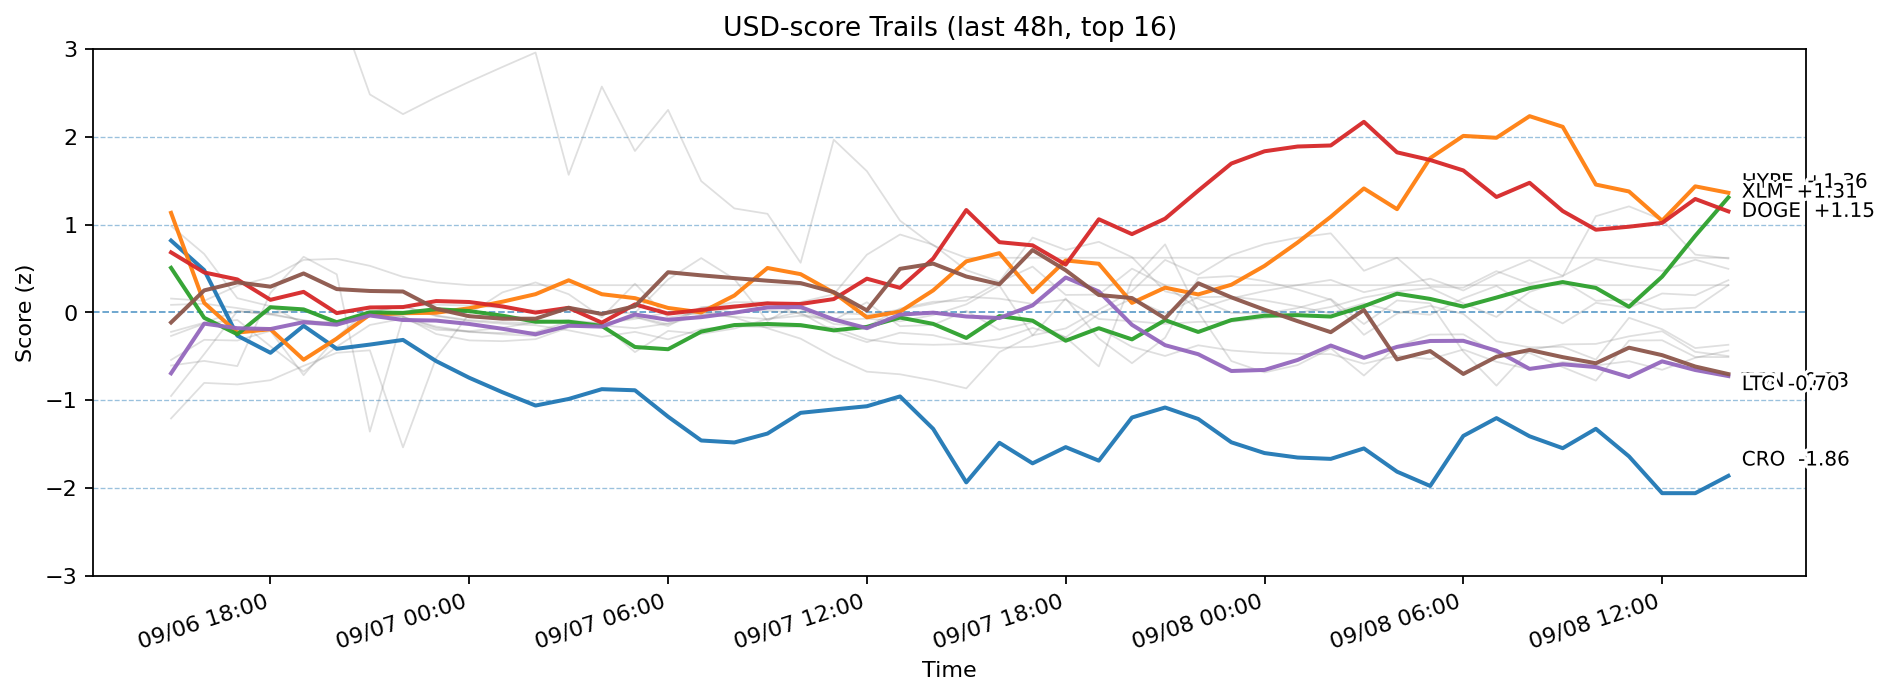 USD-score Trails (last 48h, top 16)
Score (z)
3
2
1
0
−1
−2
−3
HYPE +1.36
XLM +1.31
DOGE +1.15
LTC -0.70
CRO -1.86
09/06 18:00
09/07 00:00
09/07 06:00
09/07 12:00
09/07 18:00
09/08 00:00
09/08 06:00
09/08 12:00
Time